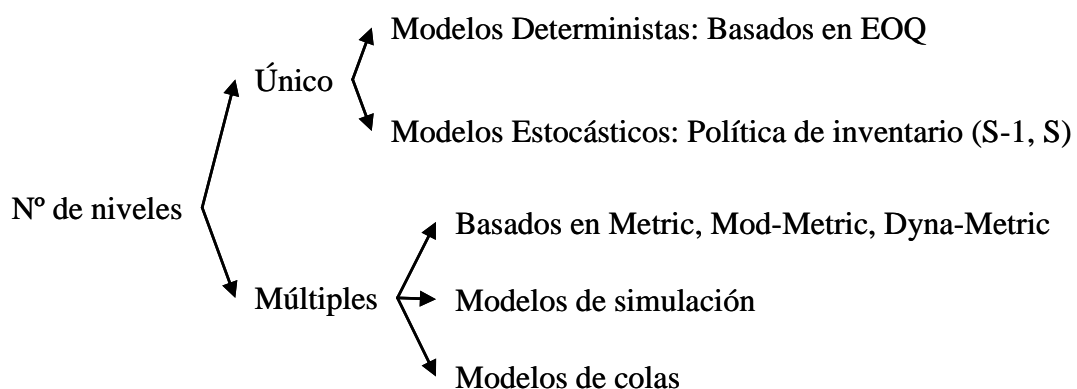 Modelos Deterministas: Basados en EOQ
Único
Modelos Estocásticos: Política de inventario (S-1, S)
Nº de niveles
Basados en Metric, Mod-Metric, Dyna-Metric
Múltiples
Modelos de simulación
Modelos de colas